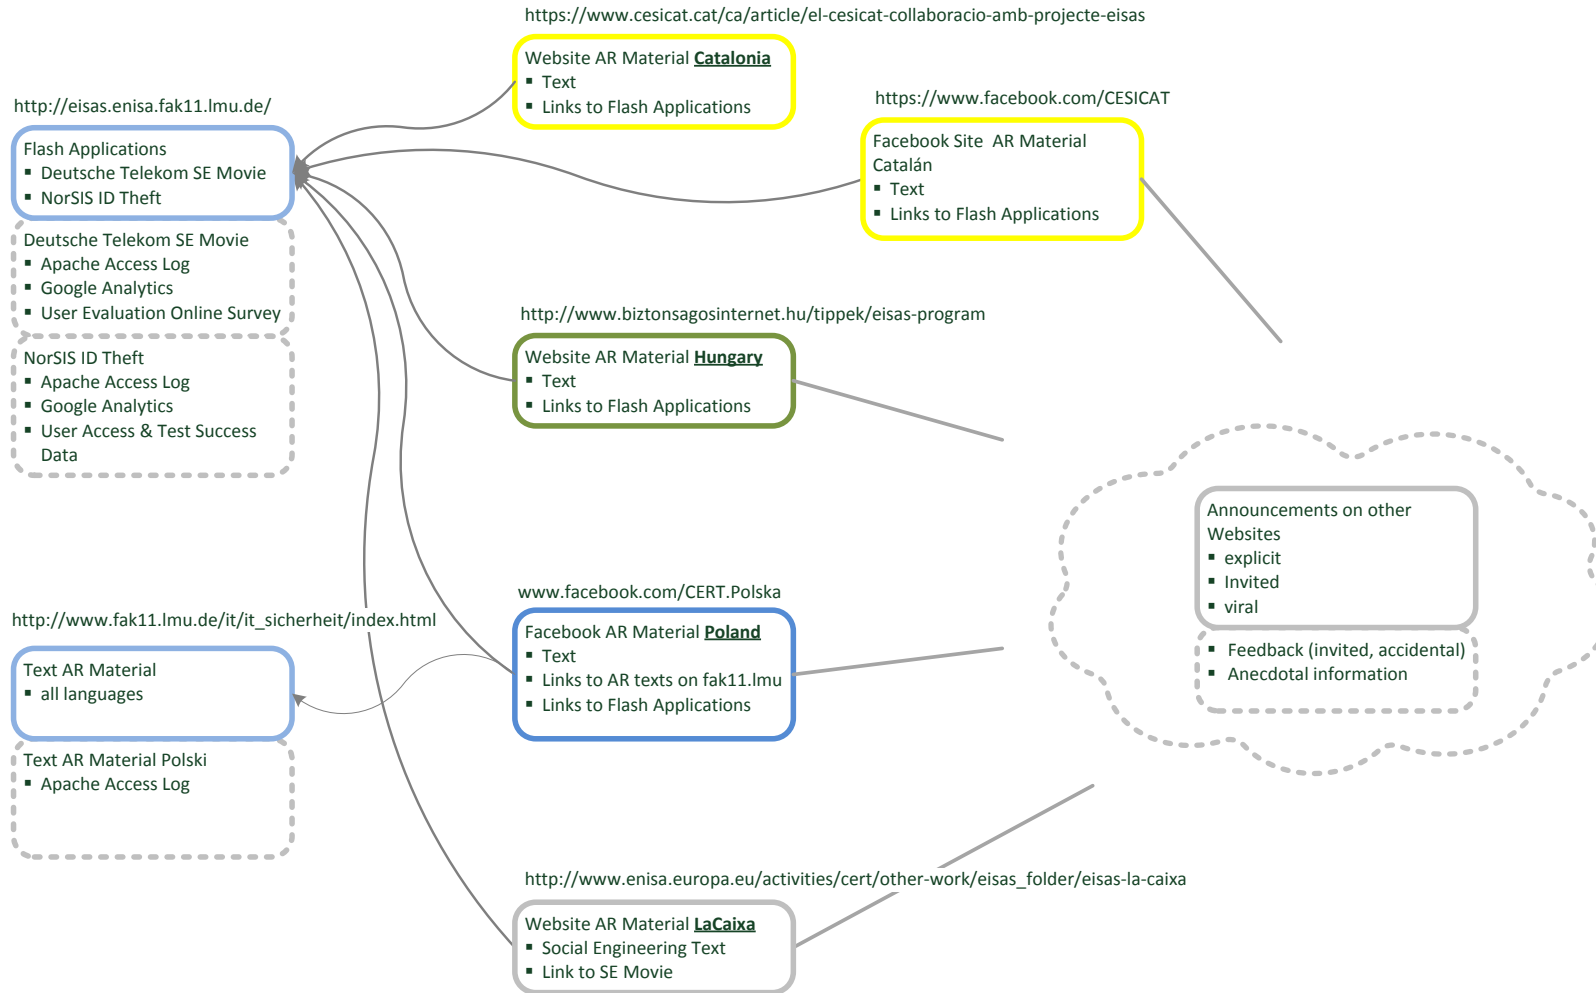 https://www.cesicat.cat/ca/article/el-cesicat-collaboracio-amb-projecte-eisas
Website AR Material Catalonia
▪ Text
▪ Links to Flash Applications
https://www.facebook.com/CESICAT
Facebook Site  AR Material
Catalán
▪ Text
▪ Links to Flash Applications
http://eisas.enisa.fak11.lmu.de/
Flash Applications
▪ Deutsche Telekom SE Movie
▪ NorSIS ID Theft
Deutsche Telekom SE Movie
▪ Apache Access Log
▪ Google Analytics
▪ User Evaluation Online Survey
NorSIS ID Theft
▪ Apache Access Log
▪ Google Analytics
▪ User Access & Test Success
Data
http://www.biztonsagosinternet.hu/tippek/eisas-program
Website AR Material Hungary
▪ Text
▪ Links to Flash Applications
Announcements on other
Websites
▪ explicit
▪ Invited
▪ viral
▪ Feedback (invited, accidental)
▪ Anecdotal information
www.facebook.com/CERT.Polska
Facebook AR Material Poland
▪ Text
▪ Links to AR texts on fak11.lmu
▪ Links to Flash Applications
http://www.fak11.lmu.de/it/it_sicherheit/index.html
Text AR Material
▪ all languages
Text AR Material Polski
▪ Apache Access Log
http://www.enisa.europa.eu/activities/cert/other-work/eisas_folder/eisas-la-caixa
Website AR Material LaCaixa
▪ Social Engineering Text
▪ Link to SE Movie